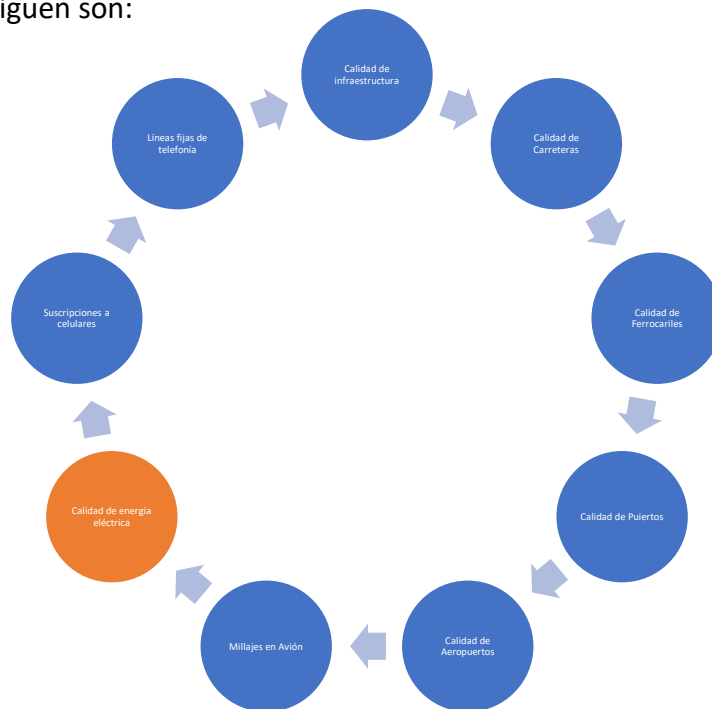 iguen son:
Calidad de
infraestructura
Calidad de
Carreteras
Calidad de
Ferrocariles
Calidad de Puiertos
Calidad de
Aeropuertos
Millajes en Avión
Calidad de energía
eléctrica
Suscripciones a
celulares
Líneas fijas de
telefonía